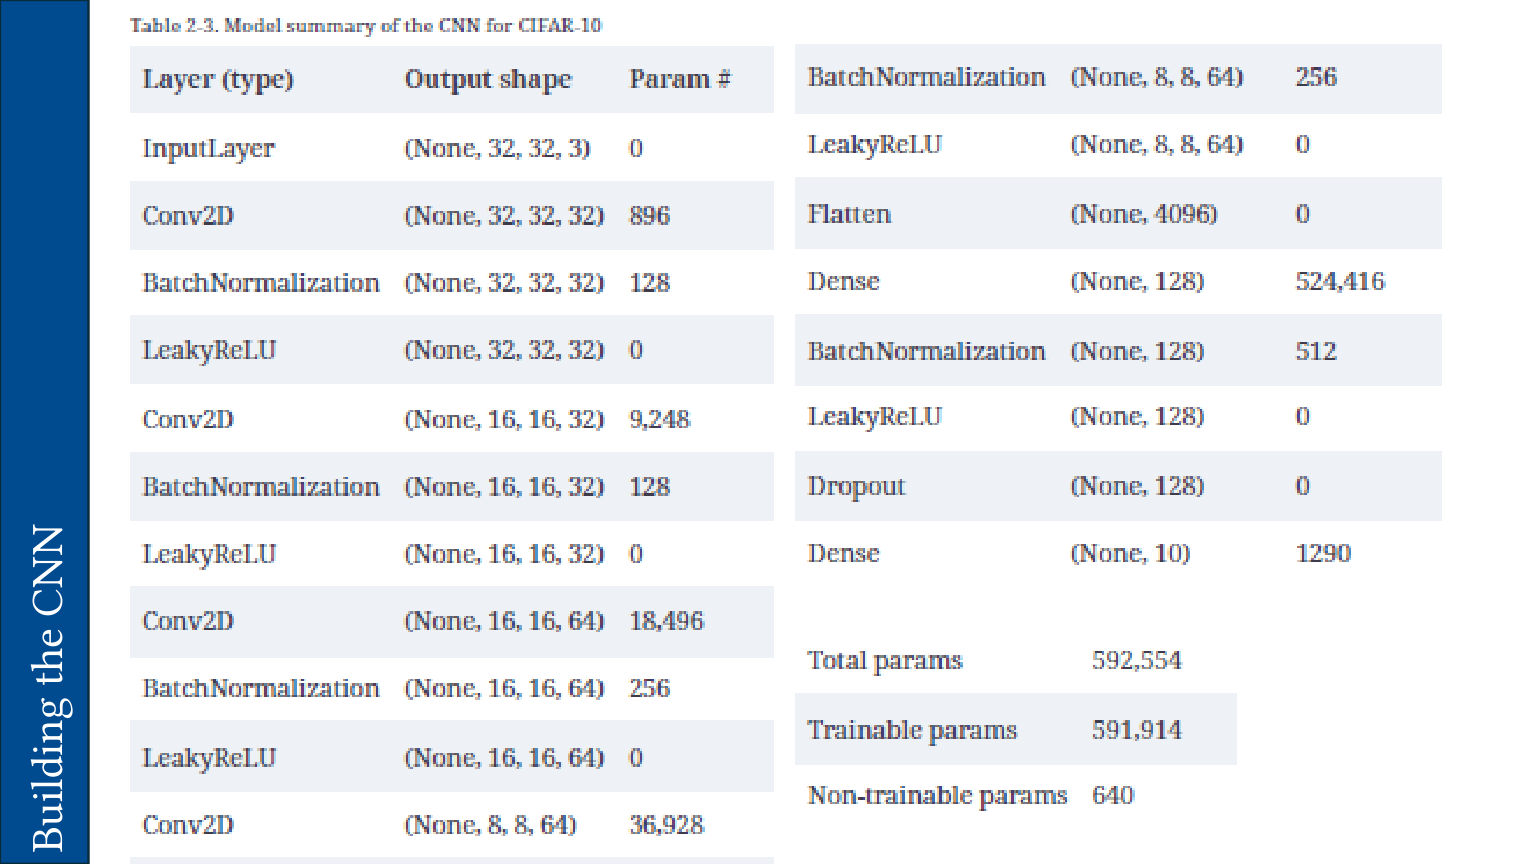 Building the CNN
Table 2-3. Model summary of the CNN for CIFAR-10
Layer (type) Output shape Param #
InputLayer (None, 32, 32, 3) 0
Conv2D (None, 32, 32, 32) 896
BatchNormalization (None, 32, 32, 32) 128
LeakyReLU (None, 32, 32, 32) 0
Conv2D (None, 16, 16, 32) 9,248
BatchNormalization (None, 16, 16, 32) 128
LeakyReLU (None, 16, 16, 32) 0
Conv2D (None, 16, 16, 64) 18,496
BatchNormalization (None, 16, 16, 64) 256
LeakyReLU (None, 16, 16, 64) 0
Conv2D (None, 8, 8, 64) 36,928
BatchNormalization (None, 8, 8, 64) 256
LeakyReLU (None, 8, 8, 64) 0
Flatten (None, 4096) 0
Dense (None, 128) 524,416
BatchNormalization (None, 128) 512
LeakyReLU (None, 128) 0
Dropout (None, 128) 0
Dense (None, 10) 1290
Total params 592,554
Trainable params 591,914
Non-trainable params 640